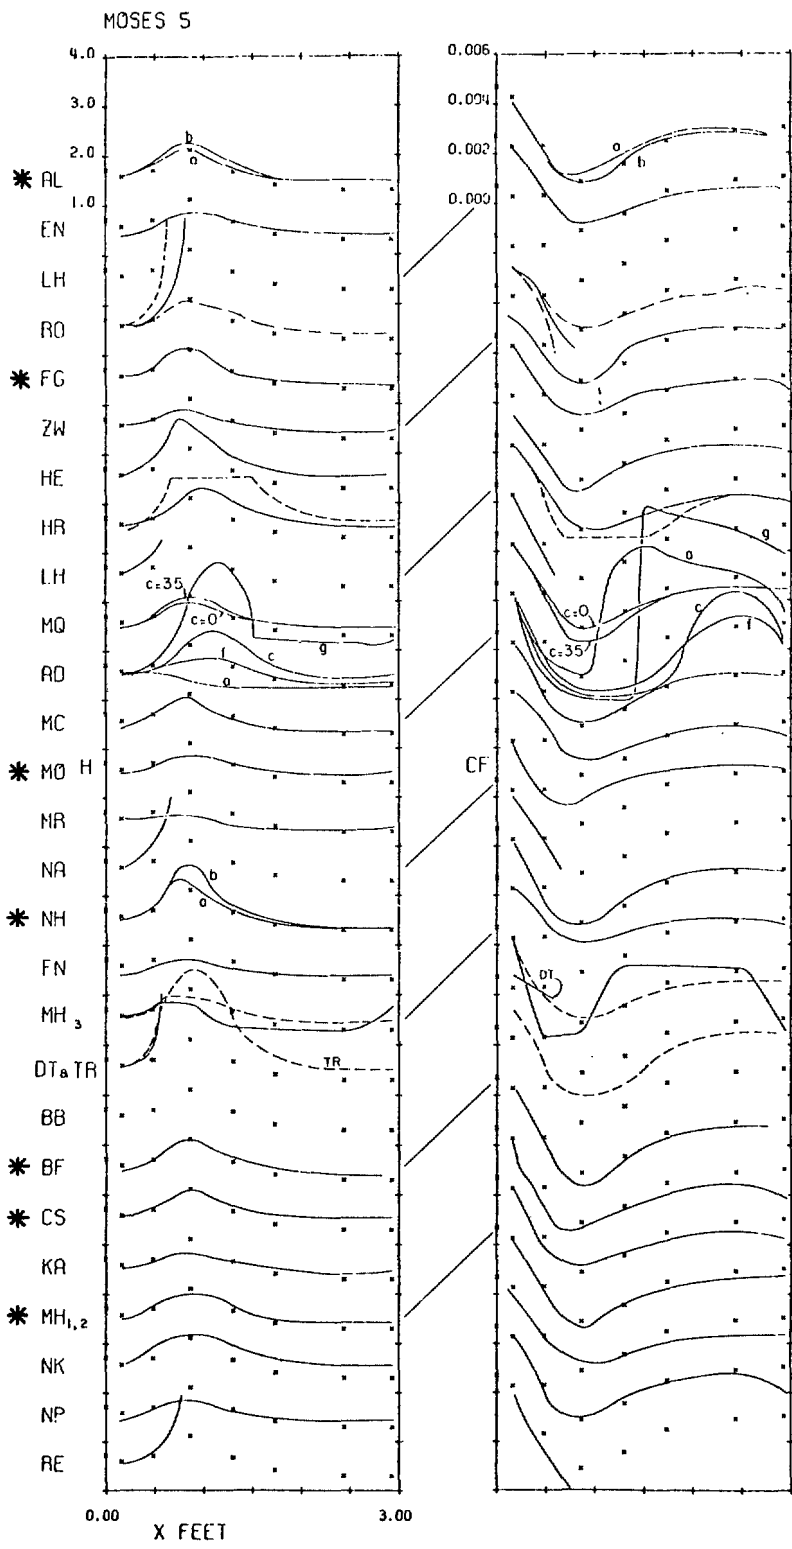 MOSES 5
4.0
3.0
2.0
1.0
0.006
0.004
0.002
0.000
b
a
a
b
✱ AL
EN
LH
RO
✱ FG
ZW
HE
HR
g
a
LH
c=35
c=0
c=0
c
MQ
c=35
f
g
f
c
AD
a
MC
✱ MO
H
CF
MR
NA
b
a
✱ NH
FN
DT
MH3
DT&TR
TR
BB
✱ BF
✱ CS
KA
✱ MH1,2
NK
NP
RE
0.00
3.00
X FEET